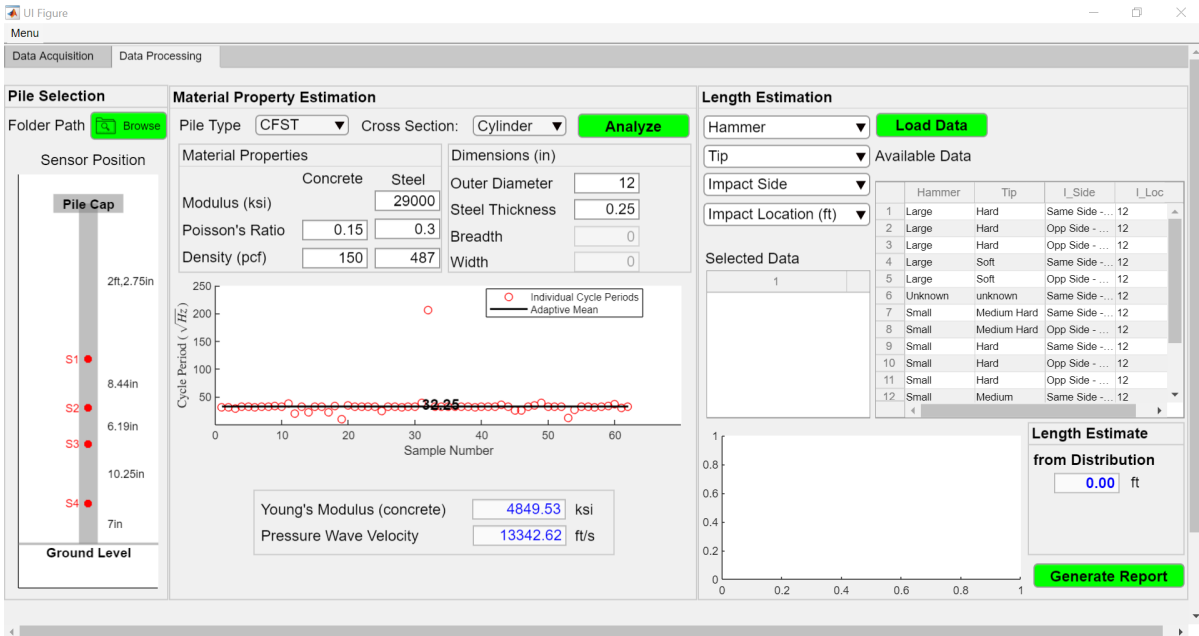 UI Figure
Menu
Data Acquisition
Data Processing
Pile Selection
Folder Path
Browse
Sensor Position
Pile Cap
2ft,2.75in
S1
8.44in
S2
6.19in
S3
10.25in
S4
7in
Ground Level
Material Property Estimation
Pile Type
CFST
Cross Section:
Cylinder
Analyze
Material Properties
Concrete Steel
Modulus (ksi) 29000
Poisson's Ratio 0.15 0.3
Density (pcf) 150 487
Dimensions (in)
Outer Diameter 12
Steel Thickness 0.25
Breadth 0
Width 0
Cycle Period (√Hz)
250
200
150
100
50
Individual Cycle Periods
Adaptive Mean
32.25
0 10 20 30 40 50 60
Sample Number
Young's Modulus (concrete) 4849.53 ksi
Pressure Wave Velocity 13342.62 ft/s
Length Estimation
Hammer
Tip
Impact Side
Impact Location (ft)
Load Data
Available Data
Hammer Tip I_Side I_Loc
1 Large Hard Same Side -... 12
2 Large Hard Opp Side - ... 12
3 Large Hard Opp Side - ... 12
4 Large Soft Same Side -... 12
5 Large Soft Opp Side - ... 12
6 Unknown unknown Same Side -... 12
7 Small Medium Hard Same Side -... 12
8 Small Medium Hard Opp Side - ... 12
9 Small Hard Same Side -... 12
10 Small Hard Opp Side - ... 12
11 Small Hard Opp Side - ... 12
12 Small Medium Same Side -... 12
Selected Data
1
1
0.8
0.6
0.4
0.2
0
0 0.2 0.4 0.6 0.8 1
Length Estimate
from Distribution
0.00 ft
Generate Report